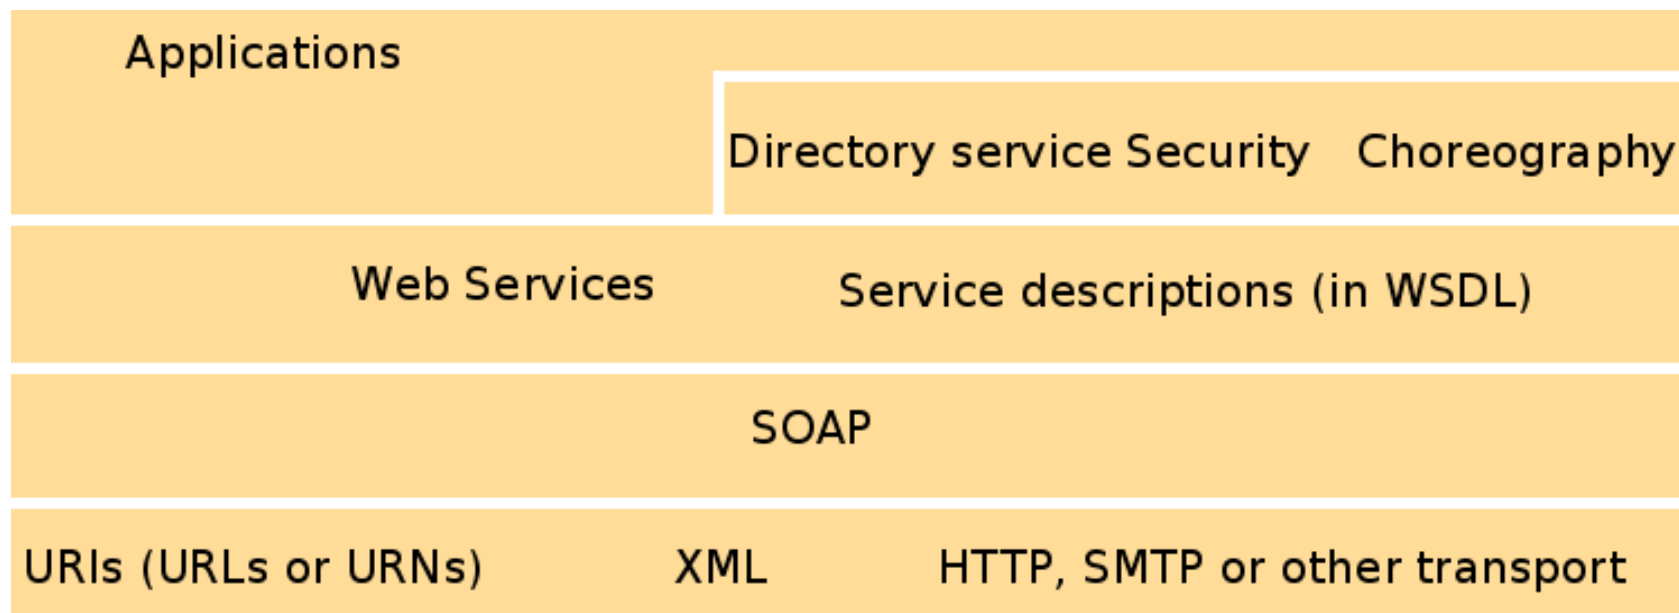 Applications
Directory service Security Choreography
Web Services Service descriptions (in WSDL)
SOAP
URIs (URLs or URNs) XML HTTP, SMTP or other transport